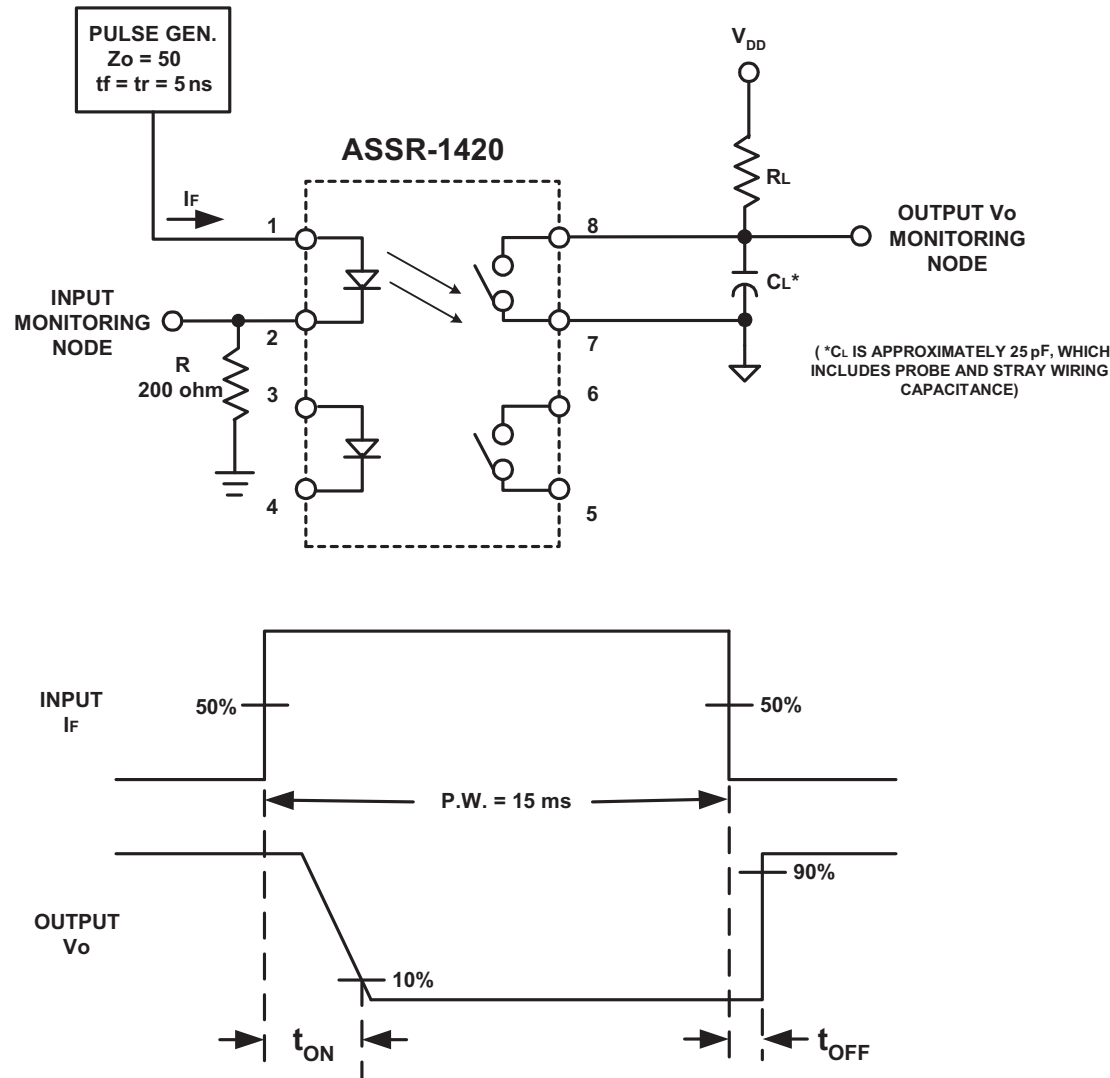 PULSE GEN.
Zo = 50
tf = tr = 5 ns
VDD
ASSR-1420
RL
IF
1
8
OUTPUT Vo
MONITORING
NODE
CL*
INPUT
MONITORING
NODE
2
7
R
200 ohm
( *CL IS APPROXIMATELY 25 pF, WHICH
INCLUDES PROBE AND STRAY WIRING
CAPACITANCE)
3
6
4
5
INPUT
IF
50%
50%
P.W. = 15 ms
90%
OUTPUT
Vo
10%
tON
tOFF